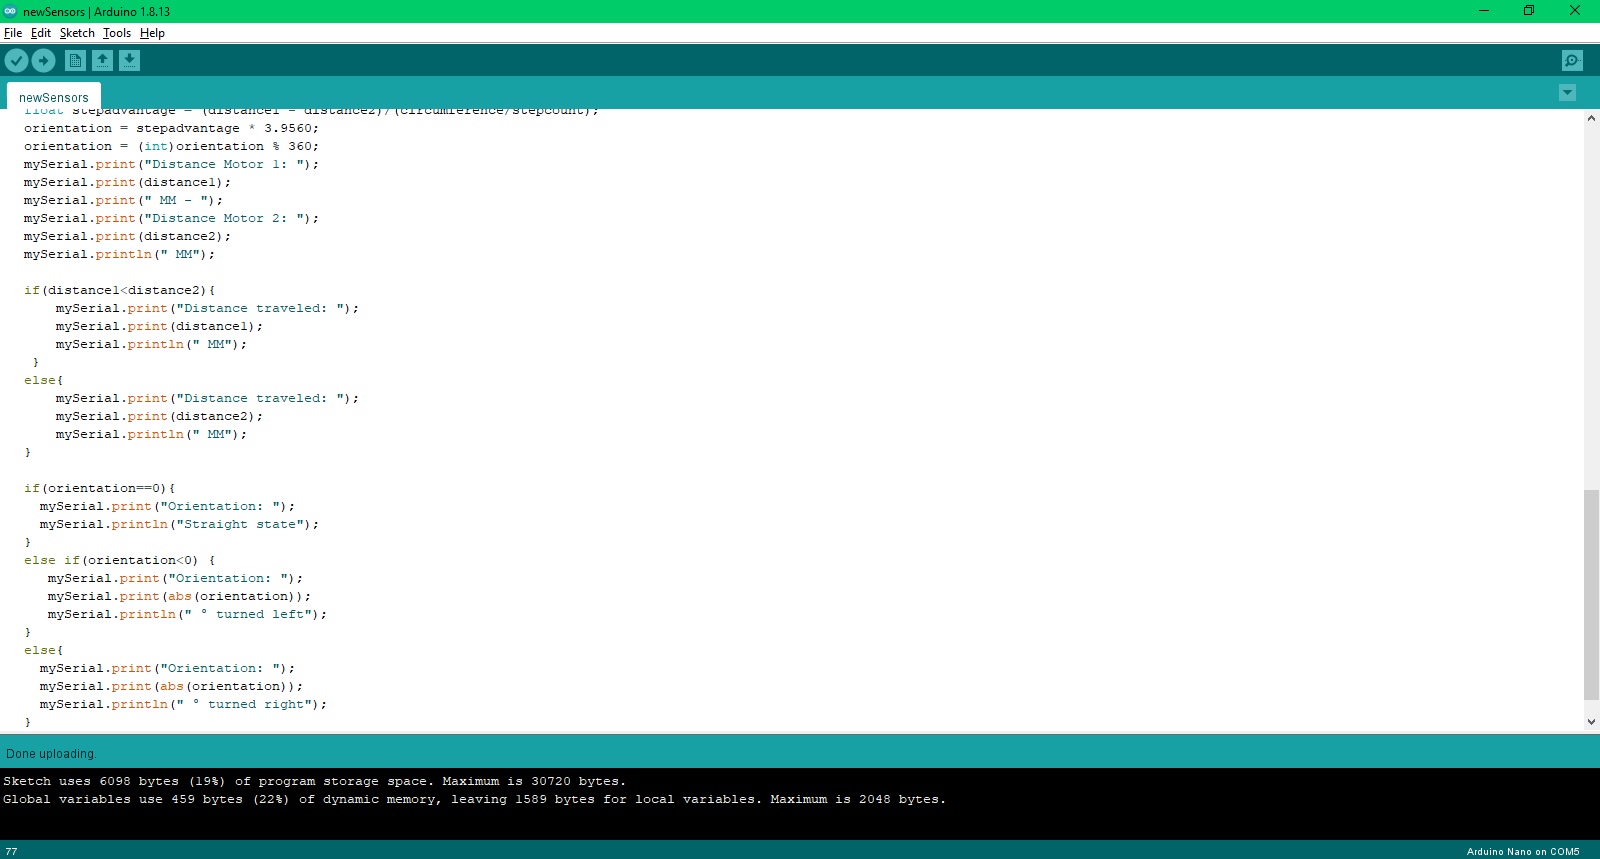 newSensors | Arduino 1.8.13
File Edit Sketch Tools Help
newSensors
float stepadvantage = (distance1 - distance2)/(circumference/stepcount);
orientation = stepadvantage * 3.9560;
orientation = (int)orientation % 360;
mySerial.print("Distance Motor 1: ");
mySerial.print(distance1);
mySerial.print(" MM - ");
mySerial.print("Distance Motor 2: ");
mySerial.print(distance2);
mySerial.println(" MM");
if(distance1<distance2){
mySerial.print("Distance traveled: ");
mySerial.print(distance1);
mySerial.println(" MM");
}
else{
mySerial.print("Distance traveled: ");
mySerial.print(distance2);
mySerial.println(" MM");
}
if(orientation==0){
mySerial.print("Orientation: ");
mySerial.println("Straight state");
}
else if(orientation<0) {
mySerial.print("Orientation: ");
mySerial.print(abs(orientation));
mySerial.println(" ° turned left");
}
else{
mySerial.print("Orientation: ");
mySerial.print(abs(orientation));
mySerial.println(" ° turned right");
}
Done uploading.
Sketch uses 6098 bytes (19%) of program storage space. Maximum is 30720 bytes.
Global variables use 459 bytes (22%) of dynamic memory, leaving 1589 bytes for local variables. Maximum is 2048 bytes.
77
Arduino Nano on COM5